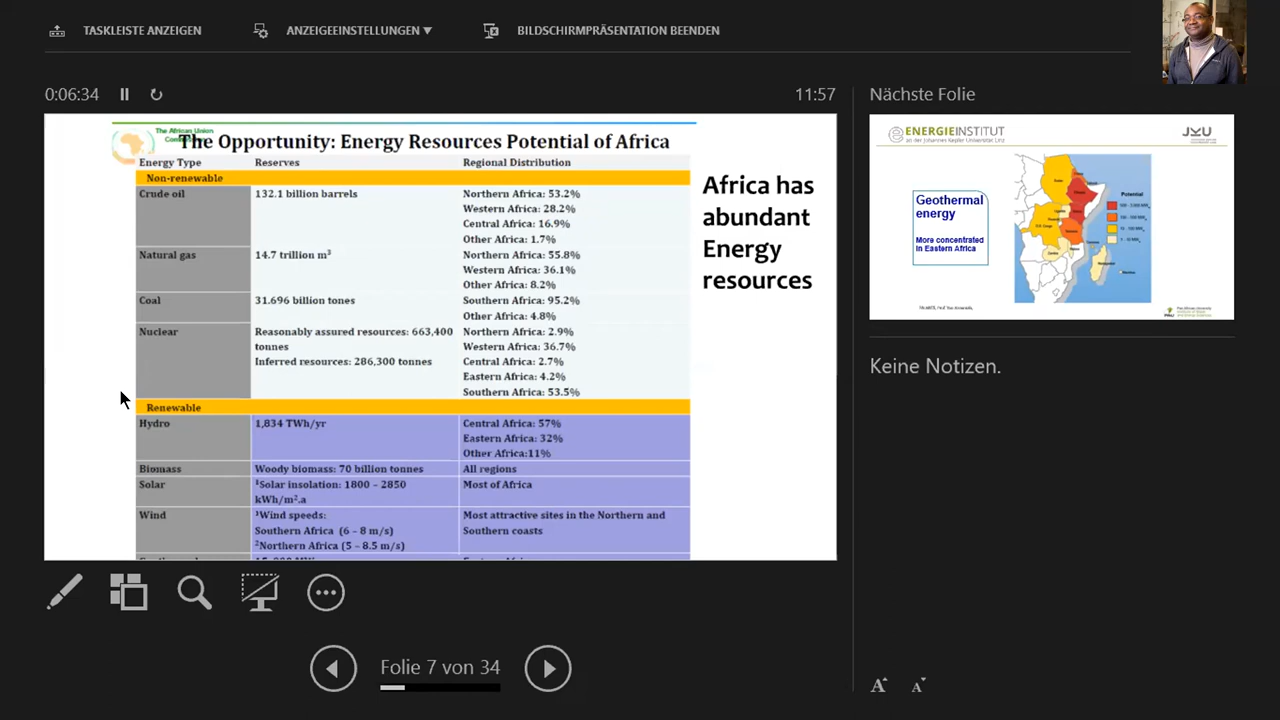 TASKLEISTE ANZEIGEN
ANZEIGEEINSTELLUNGEN ▼
BILDSCHIRMPRÄSENTATION BEENDEN
0:06:34
11:57
The African Union
The Opportunity: Energy Resources Potential of Africa
Energy Type Reserves Regional Distribution
Non-renewable
Crude oil 132.1 billion barrels Northern Africa: 53.2%
Western Africa: 28.2%
Central Africa: 16.9%
Other Africa: 1.7%
Natural gas 14.7 trillion m³ Northern Africa: 55.8%
Western Africa: 36.1%
Other Africa: 8.2%
Coal 31.696 billion tones Southern Africa: 95.2%
Other Africa: 4.8%
Nuclear Reasonably assured resources: 663,400 Northern Africa: 2.9%
tonnes Western Africa: 36.7%
Inferred resources: 286,300 tonnes Central Africa: 2.7%
Eastern Africa: 4.2%
Southern Africa: 53.5%
Renewable
Hydro 1,834 TWh/yr Central Africa: 57%
Eastern Africa: 32%
Other Africa:11%
Biomass Woody biomass: 70 billion tonnes All regions
Solar ¹Solar insolation: 1800 – 2850 Most of Africa
kWh/m².a
Wind ¹Wind speeds: Most attractive sites in the Northern and
Southern Africa (6 – 8 m/s) Southern coasts
²Northern Africa (5 – 8.5 m/s)
Africa has
abundant
Energy
resources
Folie 7 von 34
Nächste Folie
ENERGIEINSTITUT
an der Johannes Kepler Universität Linz
JKU
Geothermal
energy
More concentrated
in Eastern Africa
Potential
PAU
Keine Notizen.
A A